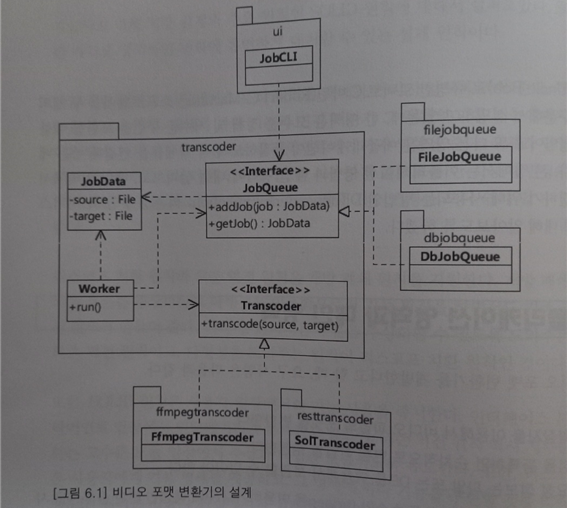 ui
JobCLI
transcoder
filejobqueue
FileJobQueue
JobData
-source : File
-target : File
<<Interface>>
JobQueue
+addJob(job : JobData)
+getJob() : JobData
dbjobqueue
DbJobQueue
Worker
+run()
<<Interface>>
Transcoder
+transcode(source, target)
ffmpegtranscoder
FfmpegTranscoder
resttranscoder
SolTranscoder
[그림 6.1] 비디오 포맷 변환기의 설계